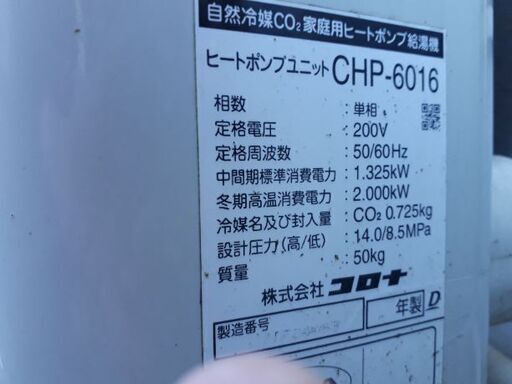 自然冷媒CO₂家庭用ヒートポンプ給湯機
ヒートポンプユニット CHP-6016
相数 : 単相
定格電圧 : 200V
定格周波数 : 50/60Hz
中間期標準消費電力 : 1.325kW
冬期高温消費電力 : 2.000kW
冷媒名及び封入量 : CO₂ 0.725kg
設計圧力(高/低) : 14.0/8.5MPa
質量 : 50kg
株式会社 コロナ
年製 D
製造番号